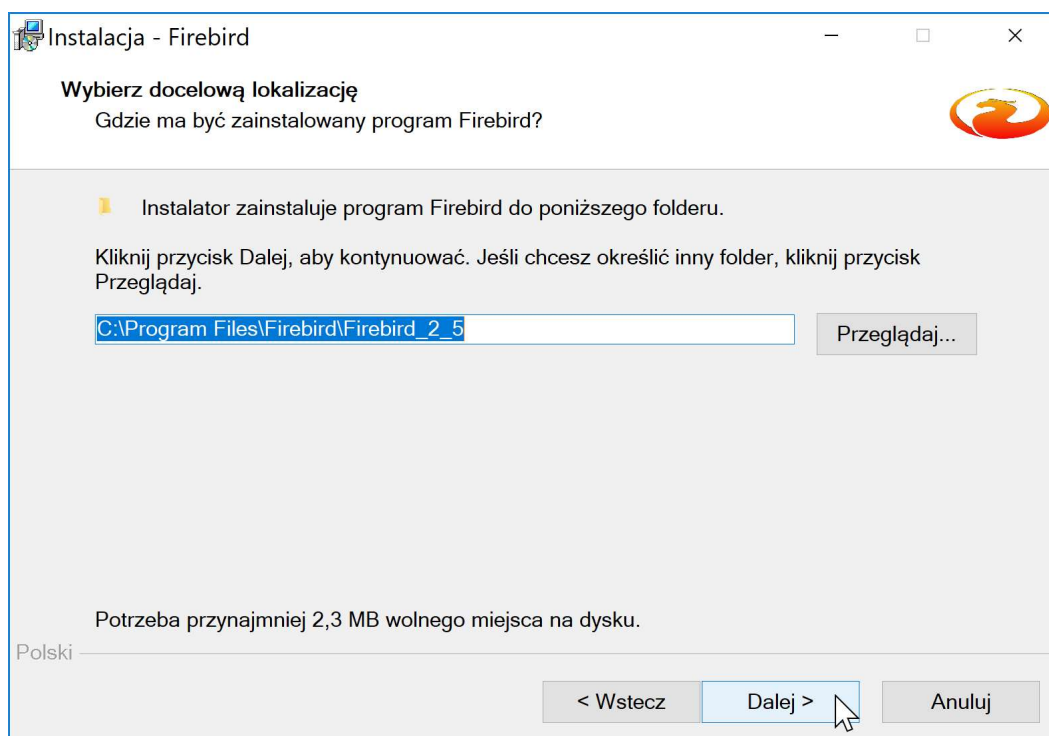 Instalacja - Firebird
Wybierz docelową lokalizację
Gdzie ma być zainstalowany program Firebird?
Instalator zainstaluje program Firebird do poniższego folderu.
Kliknij przycisk Dalej, aby kontynuować. Jeśli chcesz określić inny folder, kliknij przycisk
Przeglądaj.
C:\Program Files\Firebird\Firebird_2_5
Przeglądaj...
Potrzeba przynajmniej 2,3 MB wolnego miejsca na dysku.
Polski
< Wstecz
Dalej >
Anuluj